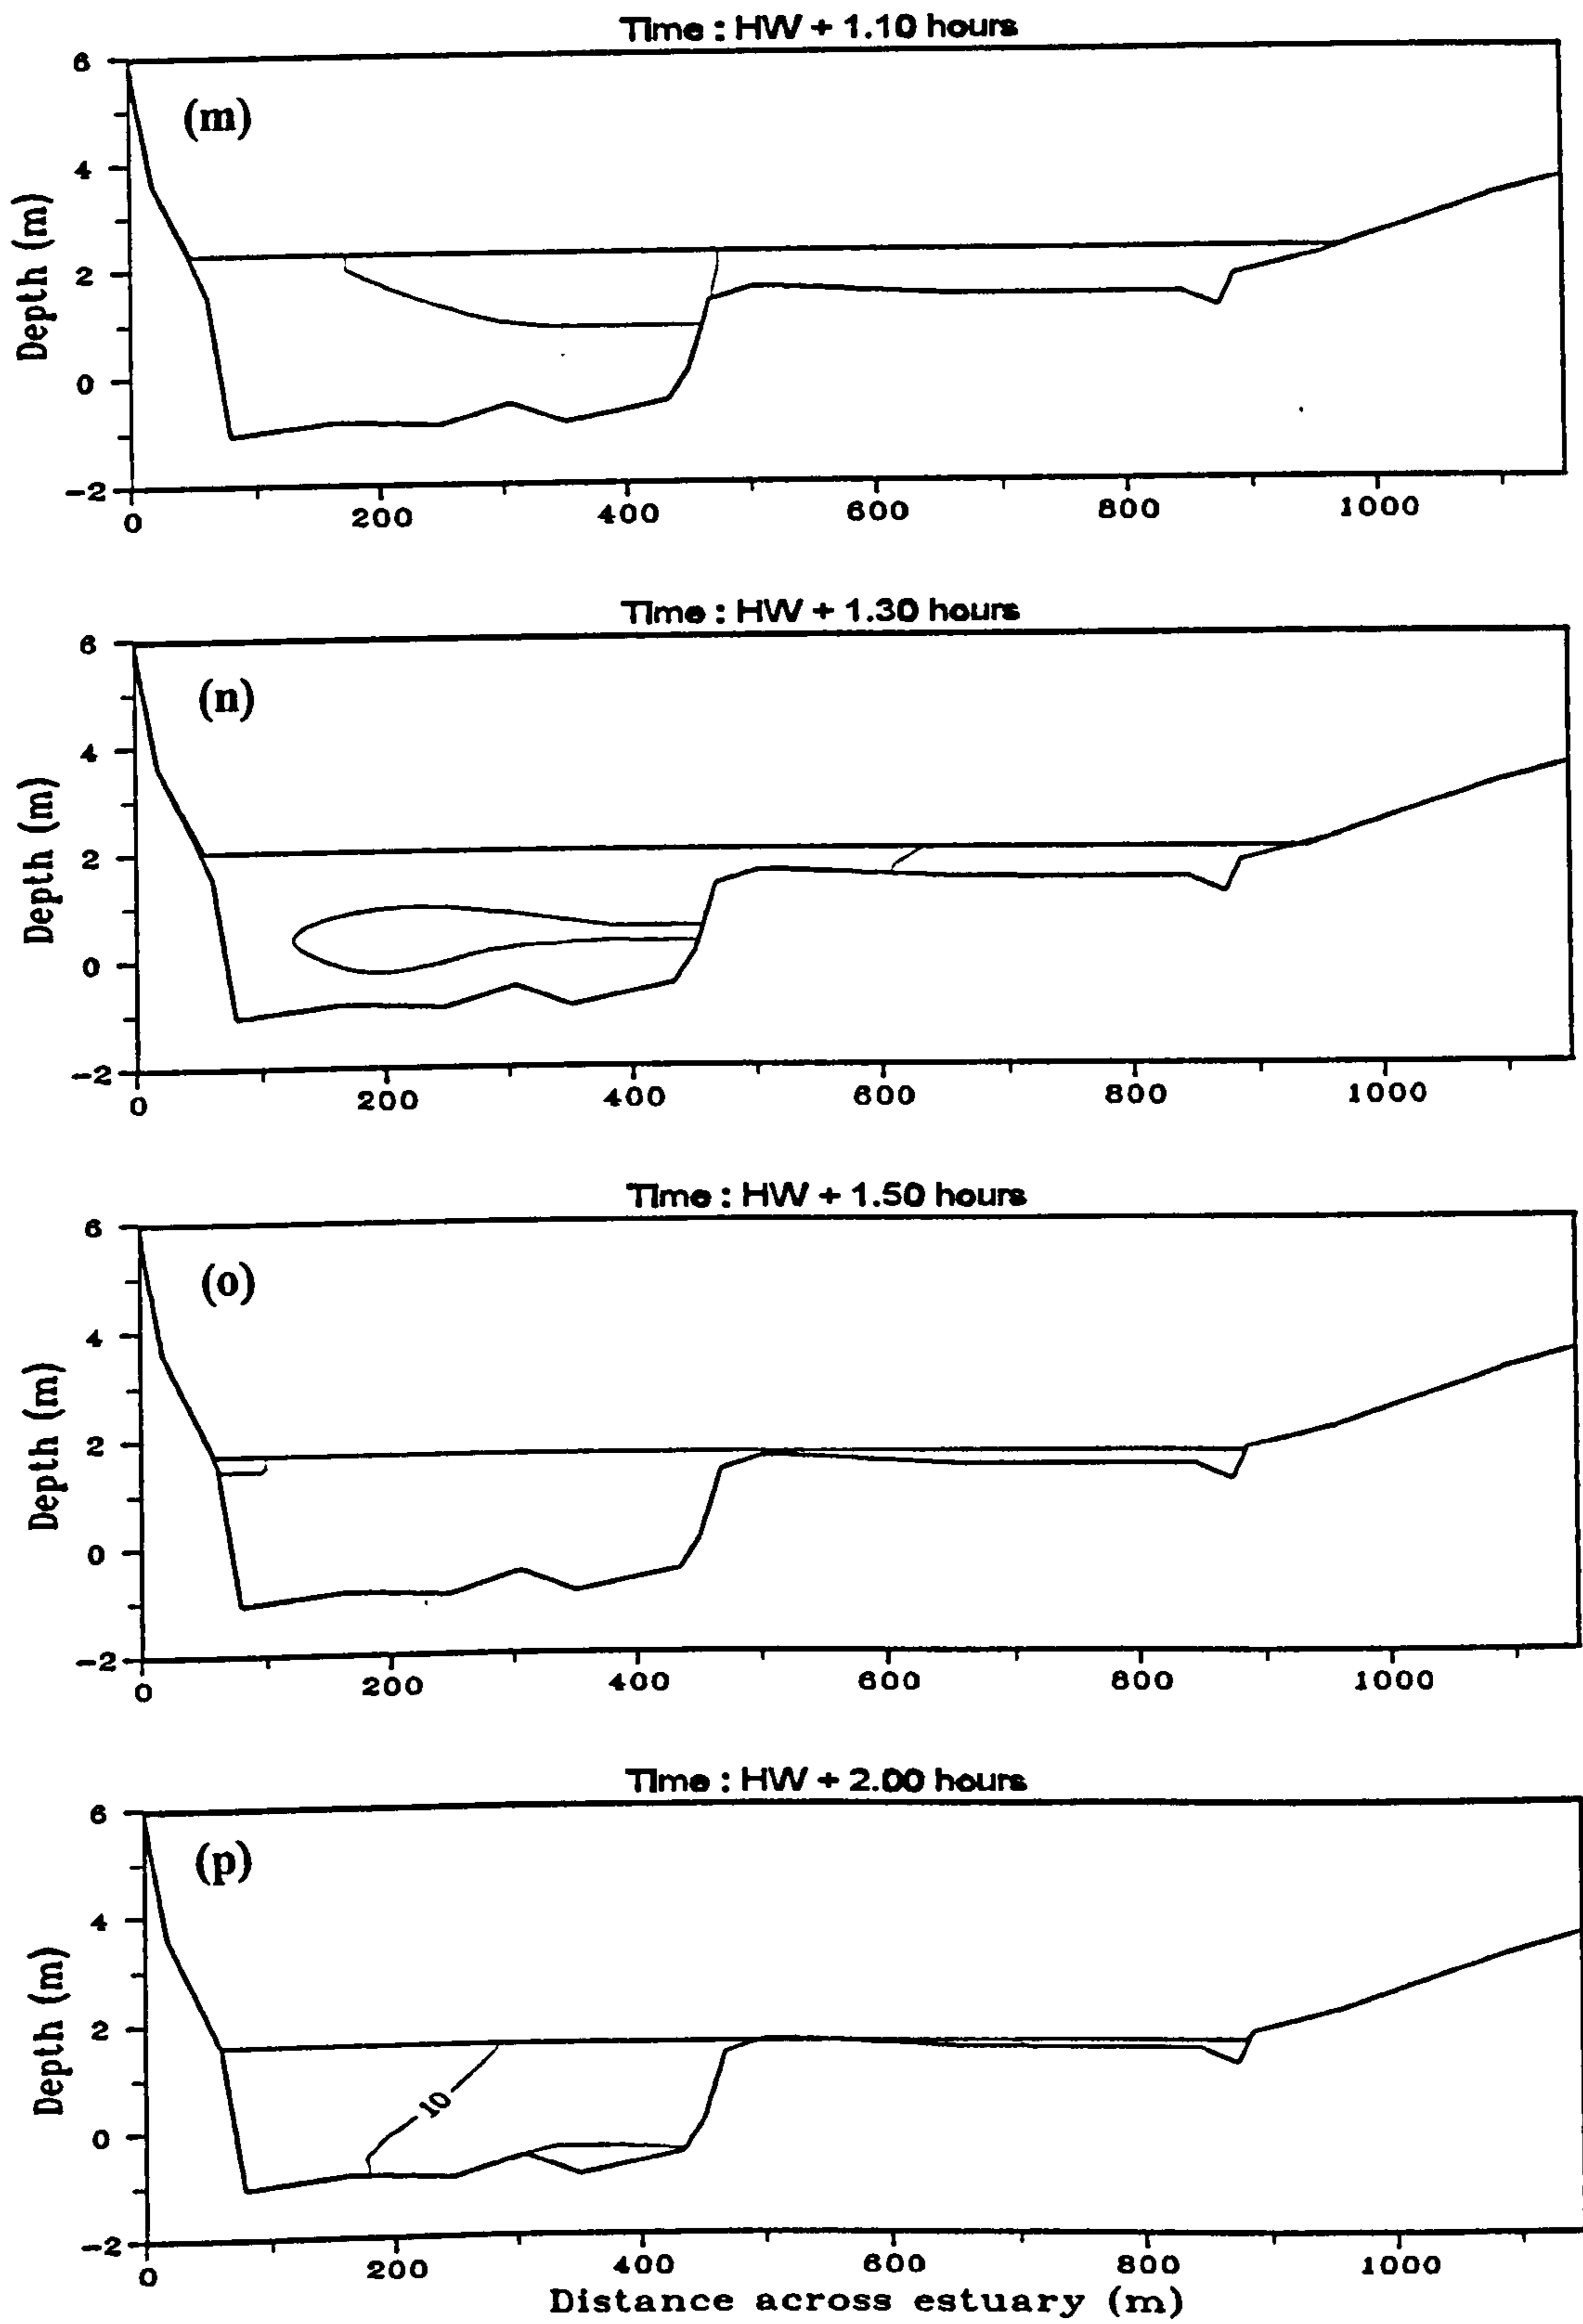 Time : HW + 1.10 hours
(m)
Depth (m)
6
4
2
0
-2
0 200 400 600 800 1000
Time : HW + 1.30 hours
(n)
Depth (m)
6
4
2
0
-2
0 200 400 600 800 1000
Time : HW + 1.50 hours
(o)
Depth (m)
6
4
2
0
-2
0 200 400 600 800 1000
Time : HW + 2.00 hours
(p)
Depth (m)
6
4
2
0
-2
10
0 200 400 600 800 1000
Distance across estuary (m)